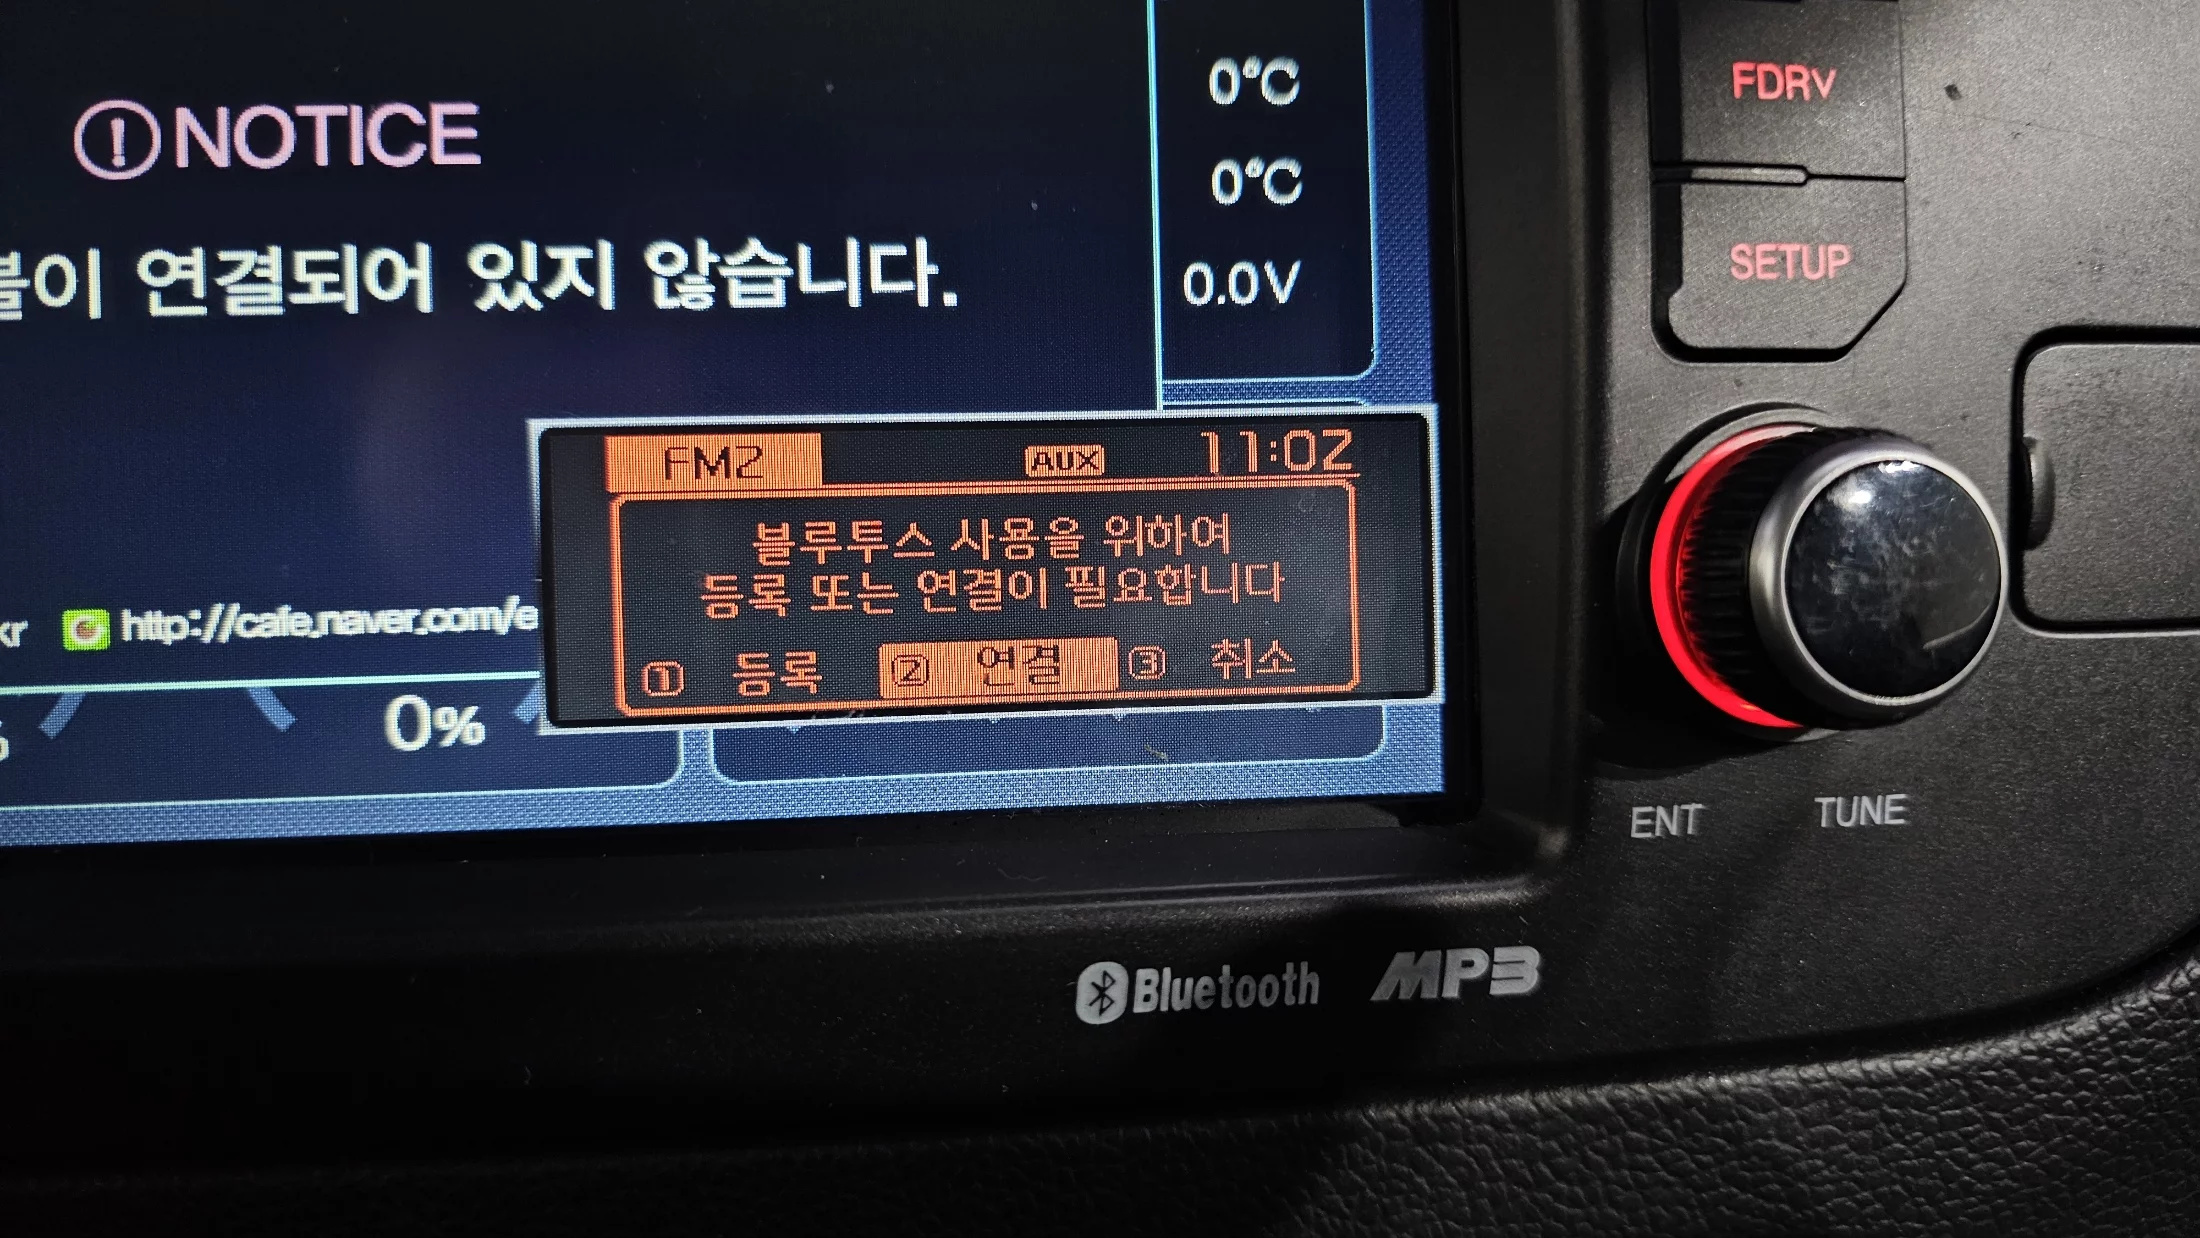 NOTICE
이 연결되어 있지 않습니다.
0°C
0°C
0.0V
FDRV
SETUP
FM2 AUX 11:02
블루투스 사용을 위하여
등록 또는 연결이 필요합니다
① 등록 ② 연결 ③ 취소
kr http://cafe.naver.com/e
% 0%
ENT TUNE
Bluetooth MP3